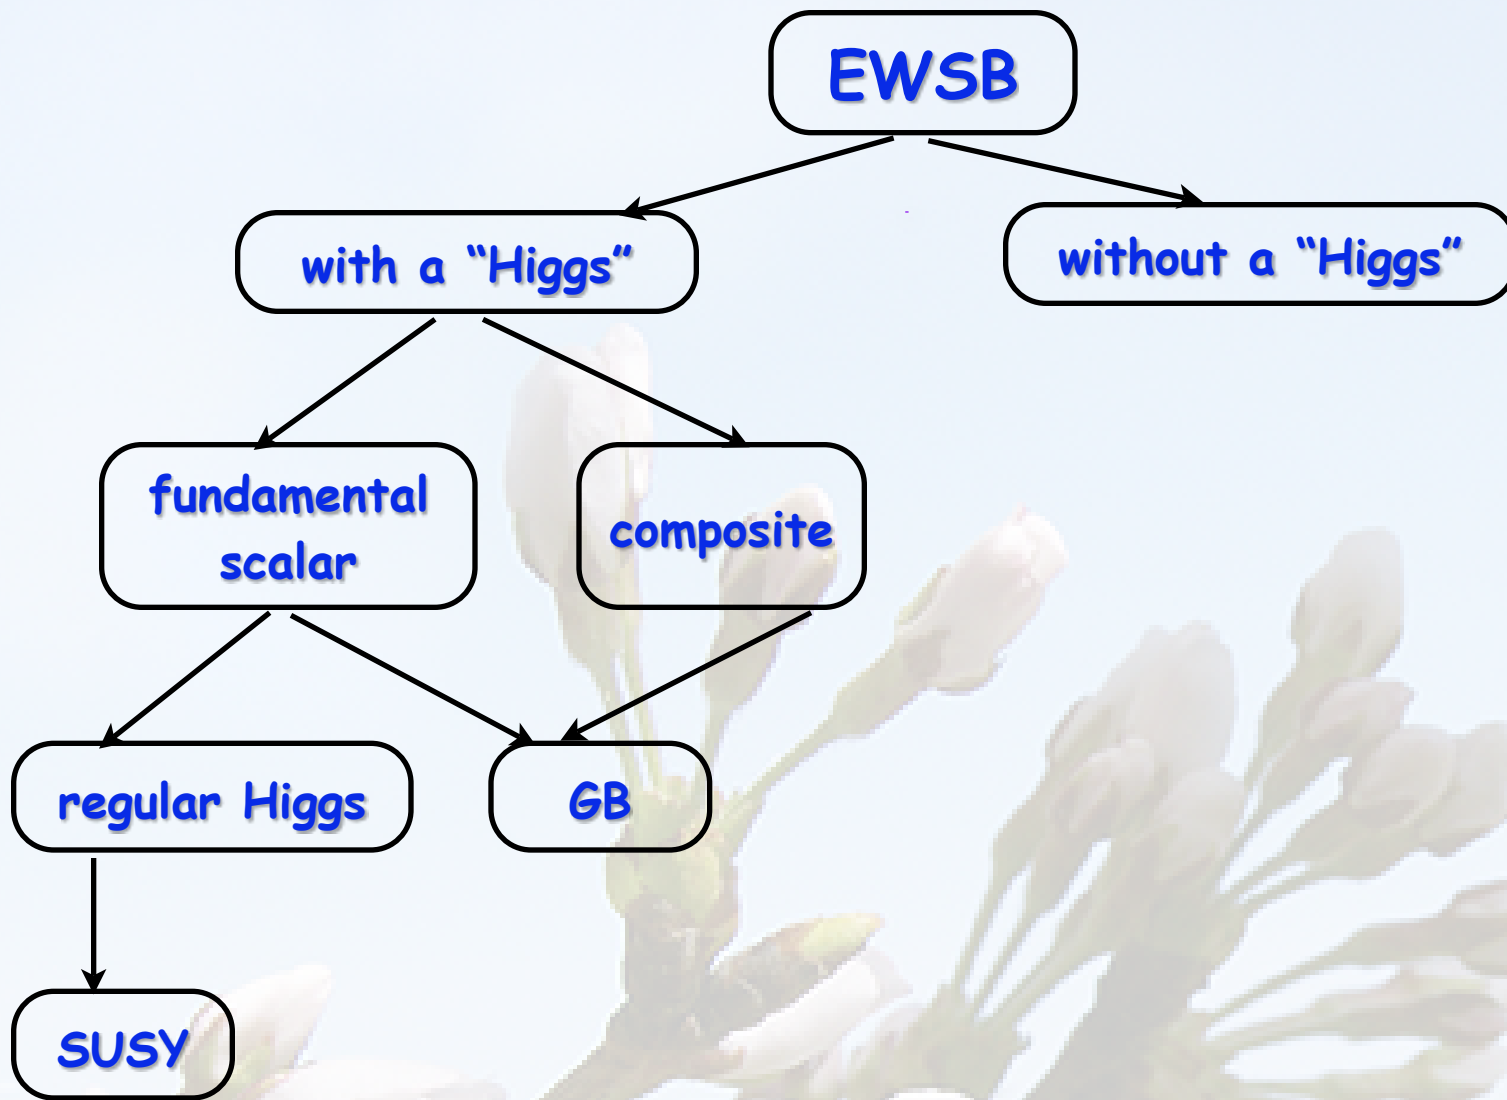 EWSB
with a “Higgs”
without a “Higgs”
fundamental
scalar
composite
regular Higgs
GB
SUSY